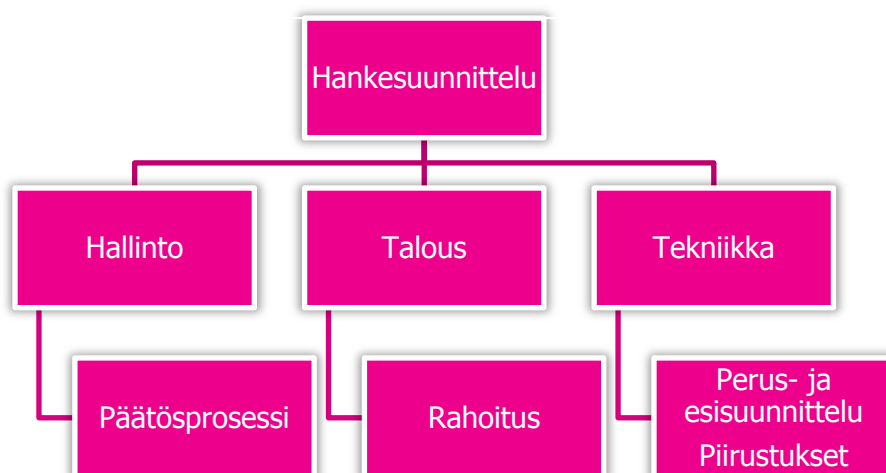 Hankesuunnittelu
Hallinto
Talous
Tekniikka
Päätösprosessi
Rahoitus
Perus- ja
esisuunnittelu
Piirustukset